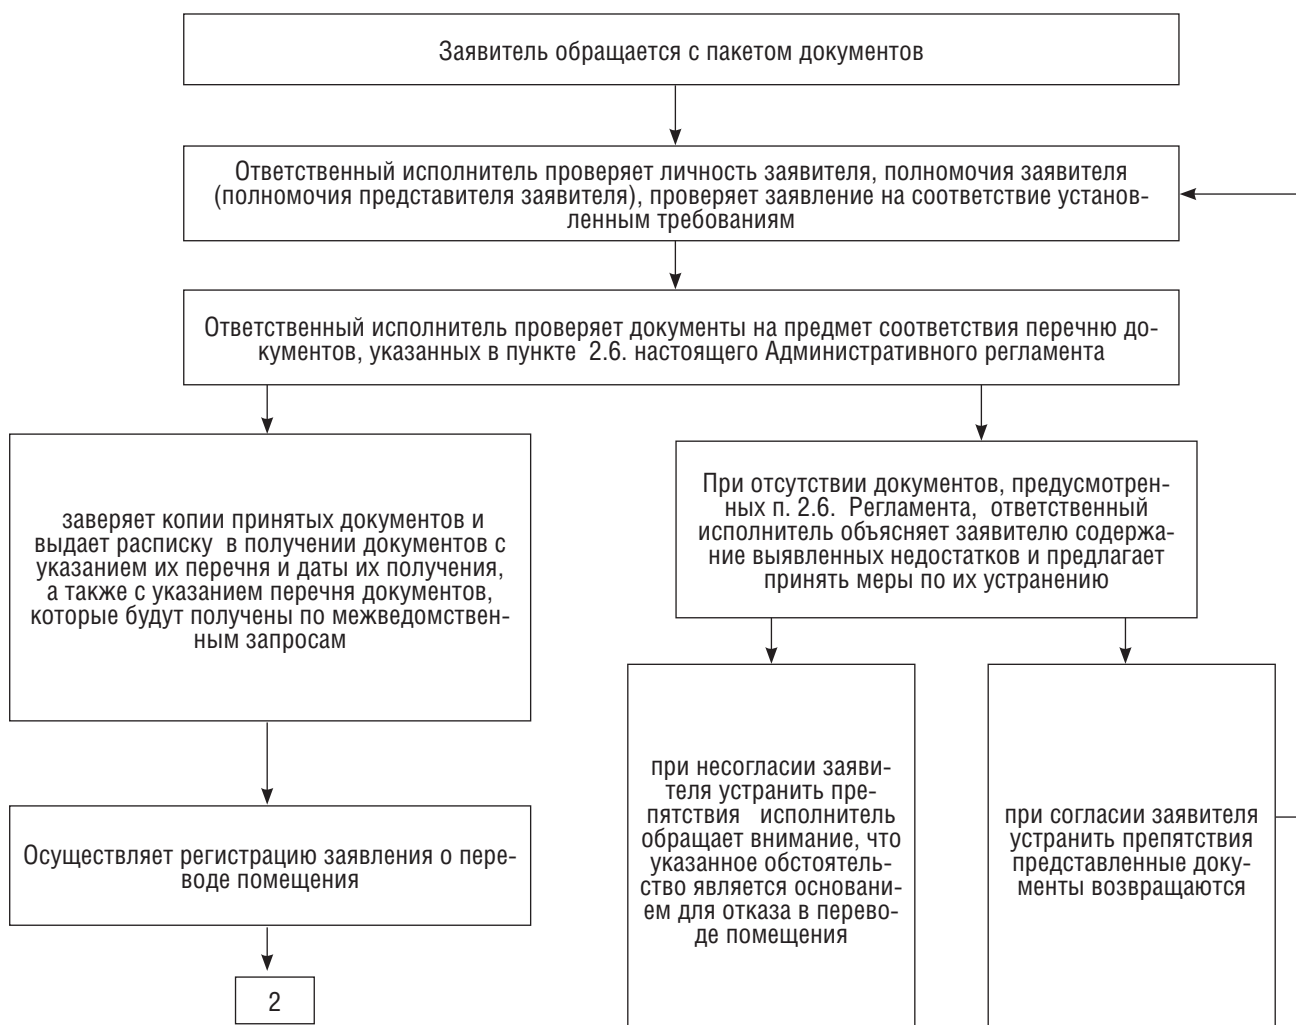 Заявитель обращается с пакетом документов
Ответственный исполнитель проверяет личность заявителя, полномочия заявителя
(полномочия представителя заявителя), проверяет заявление на соответствие установ-
ленным требованиям
Ответственный исполнитель проверяет документы на предмет соответствия перечню до-
кументов, указанных в пункте 2.6. настоящего Административного регламента
заверяет копии принятых документов и
выдает расписку в получении документов с
указанием их перечня и даты их получения,
а также с указанием перечня документов,
которые будут получены по межведомствен-
ным запросам
При отсутствии документов, предусмотрен-
ных п. 2.6. Регламента, ответственный
исполнитель объясняет заявителю содержа-
ние выявленных недостатков и предлагает
принять меры по их устранению
Осуществляет регистрацию заявления о пере-
воде помещения
2
при несогласии заяви-
теля устранить пре-
пятствия исполнитель
обращает внимание, что
указанное обстоятель-
ство является основани-
ем для отказа в перево-
де помещения
при согласии заявителя
устранить препятствия
представленные доку-
менты возвращаются